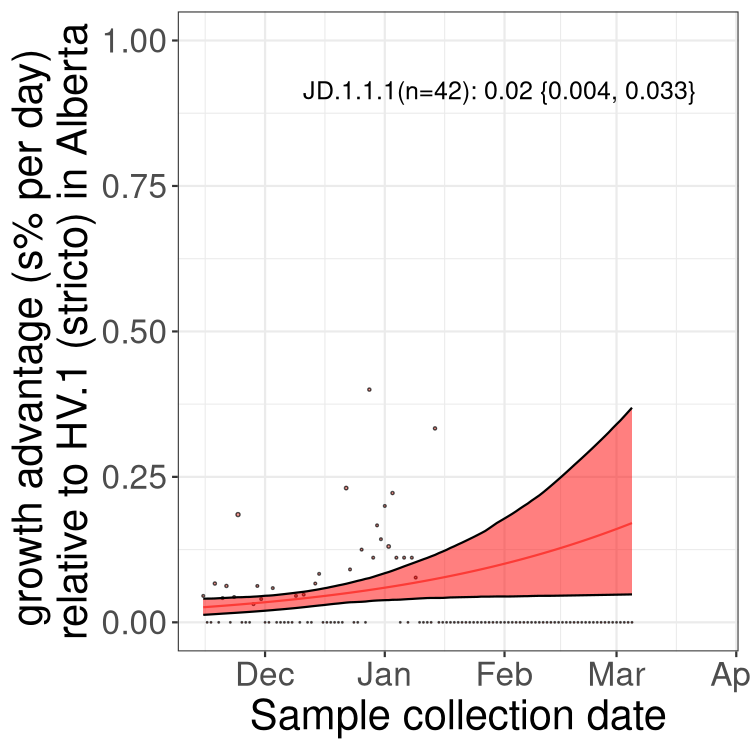 growth advantage (s% per day)
relative to HV.1 (stricto) in Alberta
1.00
0.75
0.50
0.25
0.00
JD.1.1.1(n=42): 0.02 {0.004, 0.033}
Dec
Jan
Feb
Mar
Ap
Sample collection date